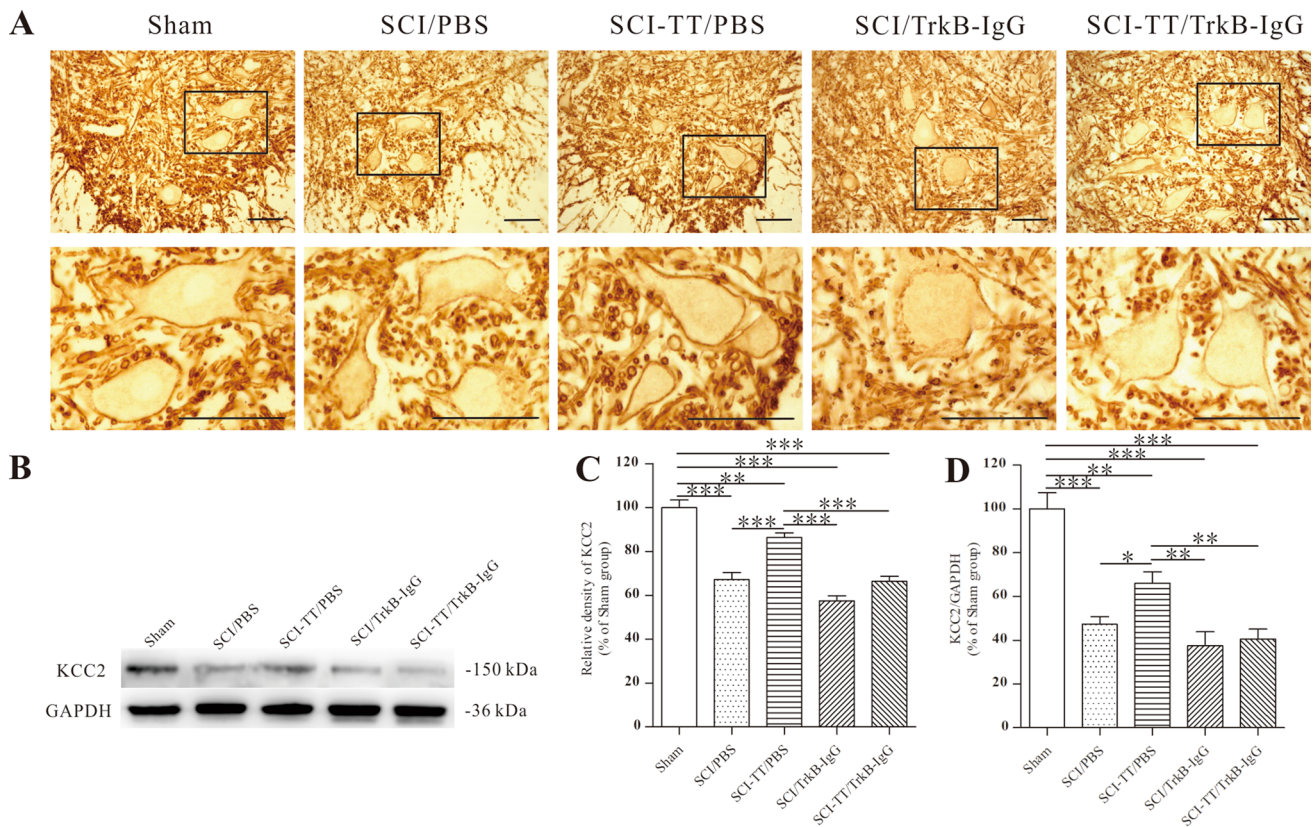 A
Sham
SCI/PBS
SCI-TT/PBS
SCI/TrkB-IgG
SCI-TT/TrkB-IgG
B
Sham
SCI/PBS
SCI-TT/PBS
SCI/TrkB-IgG
SCI-TT/TrkB-IgG
KCC2
-150 kDa
GAPDH
-36 kDa
C
Relative density of KCC2
(% of Sham group)
120
100
80
60
40
20
0
***
***
**
***
***
***
***
Sham
SCI/PBS
SCI-TT/PBS
SCI/TrkB-IgG
SCI-TT/TrkB-IgG
D
KCC2/GAPDH
(% of Sham group)
120
100
80
60
40
20
0
***
***
**
***
**
*
**
Sham
SCI/PBS
SCI-TT/PBS
SCI/TrkB-IgG
SCI-TT/TrkB-IgG